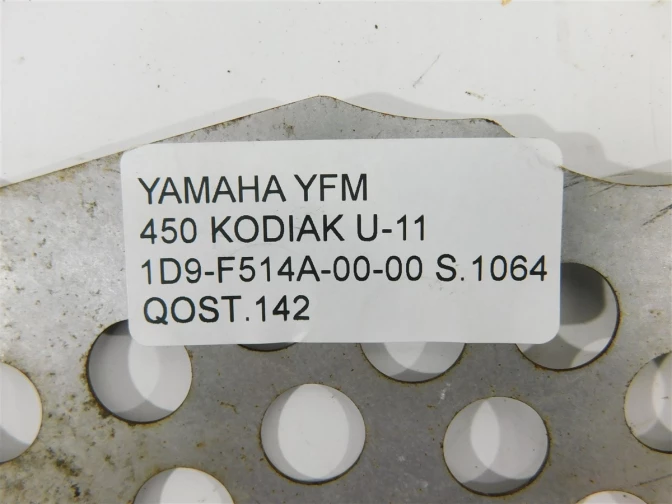 YAMAHA YFM
450 KODIAK U-11
1D9-F514A-00-00 S.1064
QOST.142